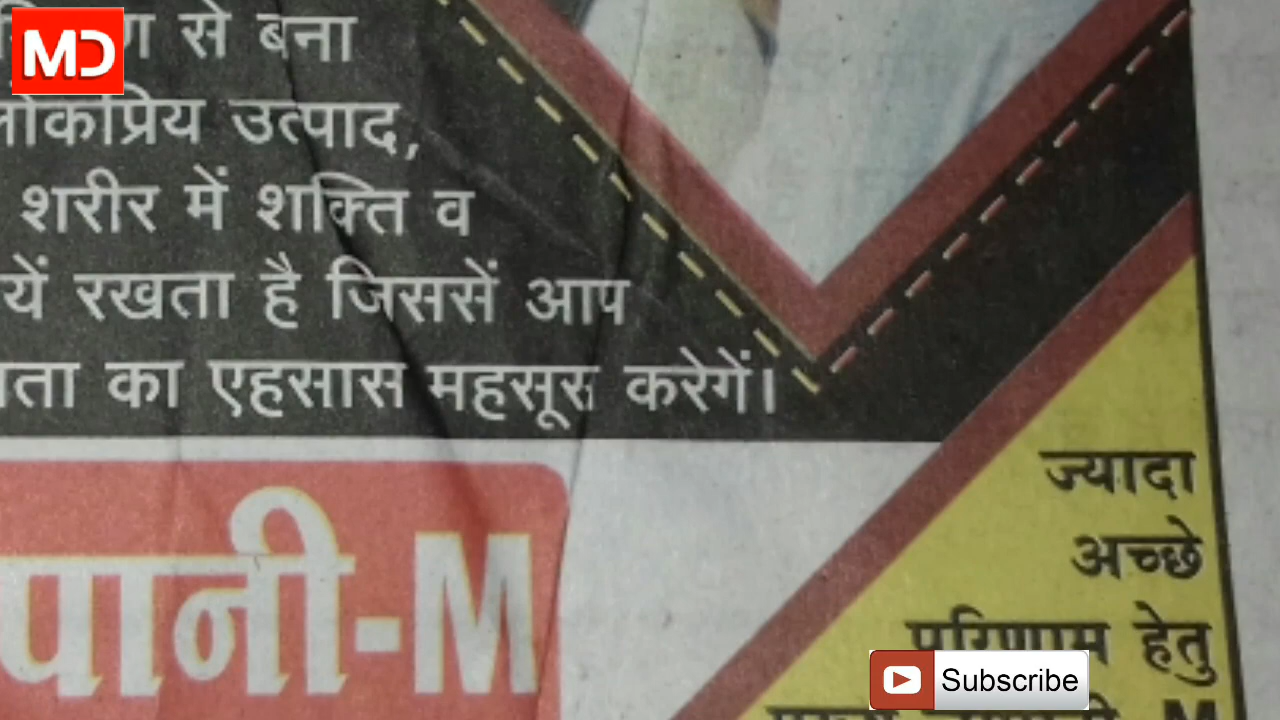 MD
से बना
लोकप्रिय उत्पाद,
शरीर में शक्ति व
रखता है जिससें आप
का एहसास महसूस करेगें।
पानी-M
ज्यादा
अच्छे
परिणाम हेतु
Subscribe